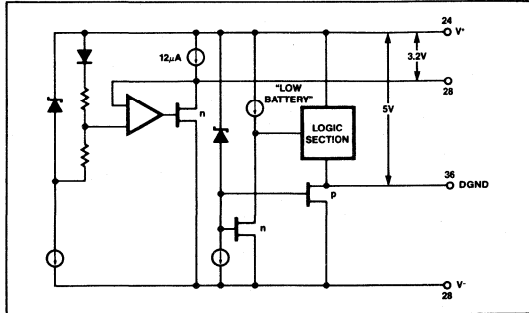 24
V+
12μA
3.2V
28
"LOW
BATTERY"
5V
n
LOGIC
SECTION
36
DGND
p
n
V-
28